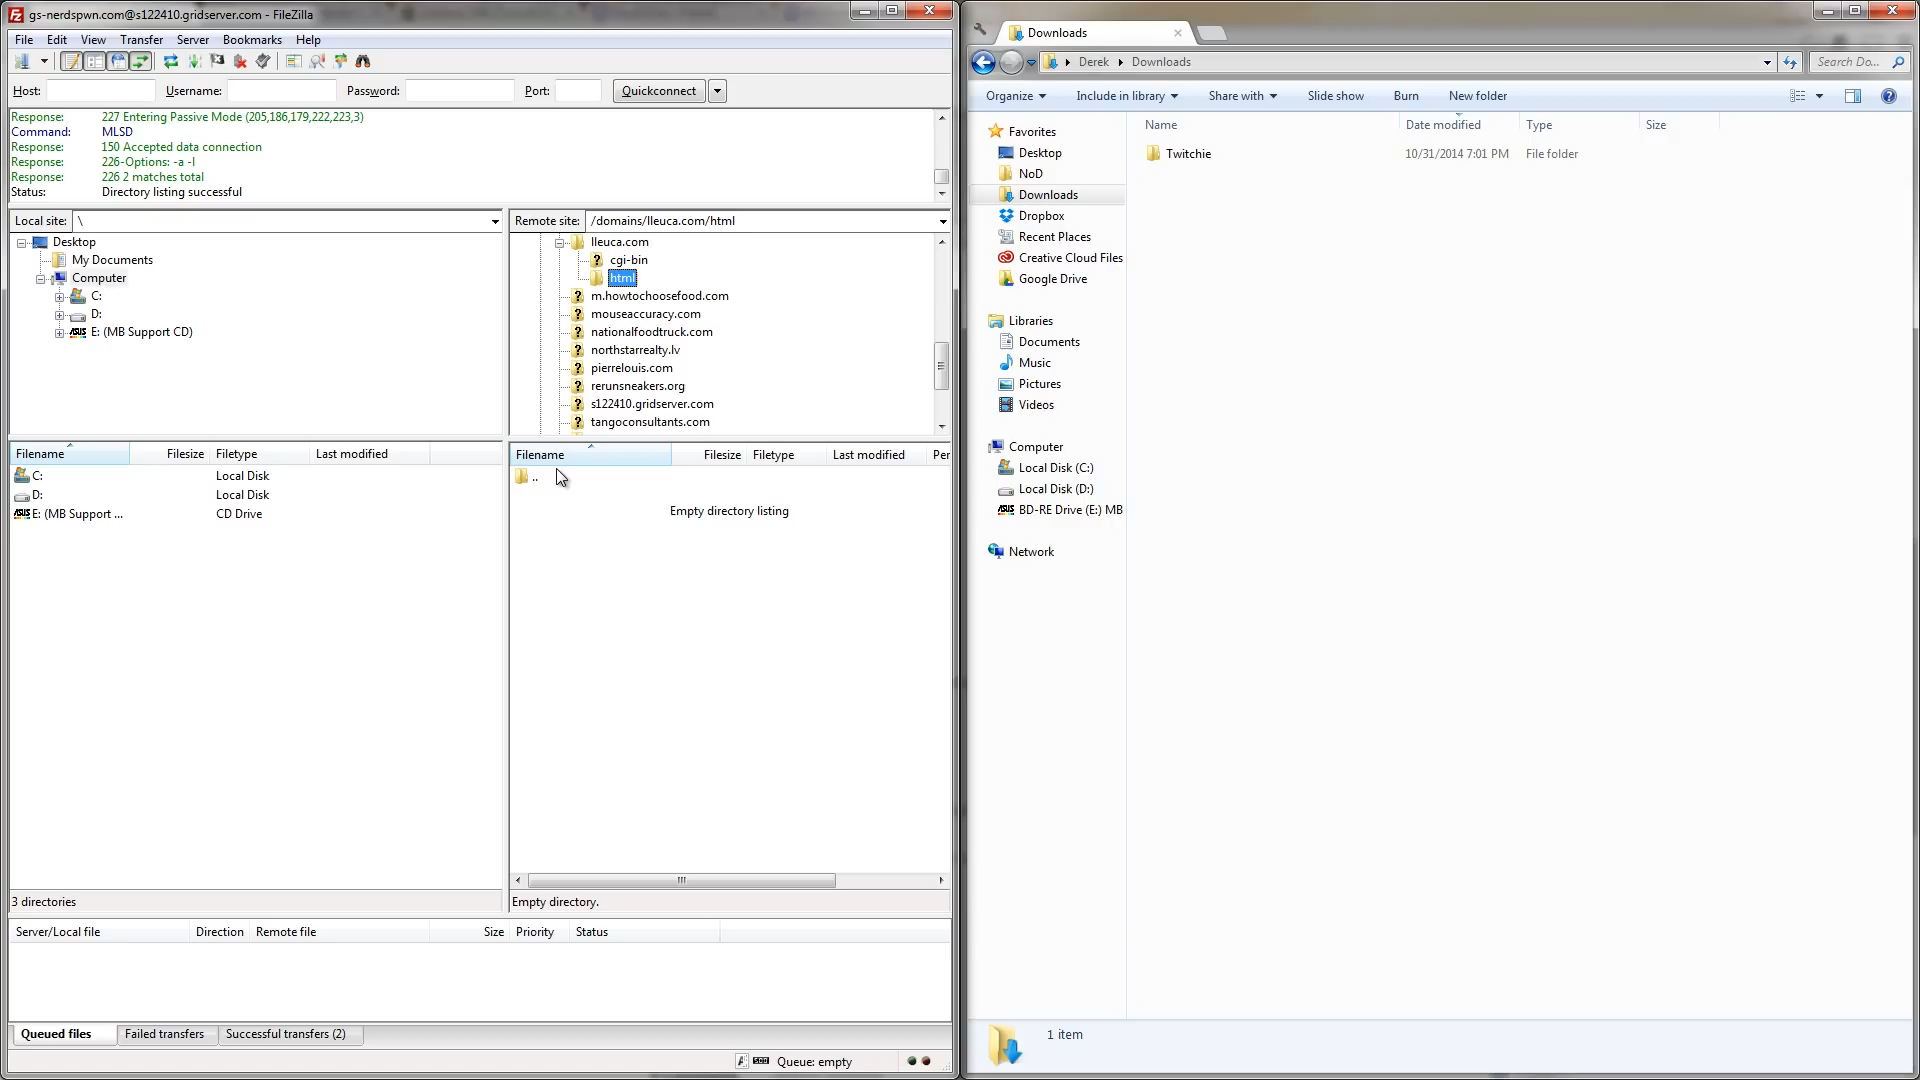 gs-nerdspwn.com@s122410.gridserver.com - FileZilla
File Edit View Transfer Server Bookmarks Help
Host: Username: Password: Port: Quickconnect
Response: 227 Entering Passive Mode (205,186,179,222,223,3)
Command: MLSD
Response: 150 Accepted data connection
Response: 226-Options: -a -l
Response: 226 2 matches total
Status: Directory listing successful
Local site: \
Desktop
My Documents
Computer
C:
D:
E: (MB Support CD)
Remote site: /domains/lleuca.com/html
lleuca.com
cgi-bin
html
m.howtochoosefood.com
mouseaccuracy.com
nationalfoodtruck.com
northstarrealty.lv
pierrelouis.com
rerunsneakers.org
s122410.gridserver.com
tangoconsultants.com
Filename Filesize Filetype Last modified
C: Local Disk
D: Local Disk
E: (MB Support ... CD Drive
3 directories
Filename Filesize Filetype Last modified Per
..
Empty directory listing
Empty directory.
Server/Local file Direction Remote file Size Priority Status
Queued files Failed transfers Successful transfers (2)
Queue: empty
Downloads
Derek Downloads Search Do...
Organize Include in library Share with Slide show Burn New folder
Favorites
Desktop
NoD
Downloads
Dropbox
Recent Places
Creative Cloud Files
Google Drive
Libraries
Documents
Music
Pictures
Videos
Computer
Local Disk (C:)
Local Disk (D:)
BD-RE Drive (E:) MB
Network
Name Date modified Type Size
Twitchie 10/31/2014 7:01 PM File folder
1 item